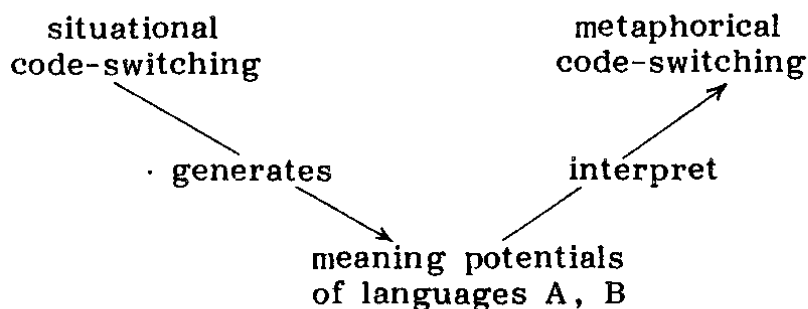 situational
code-switching
metaphorical
code-switching
generates
interpret
meaning potentials
of languages A, B